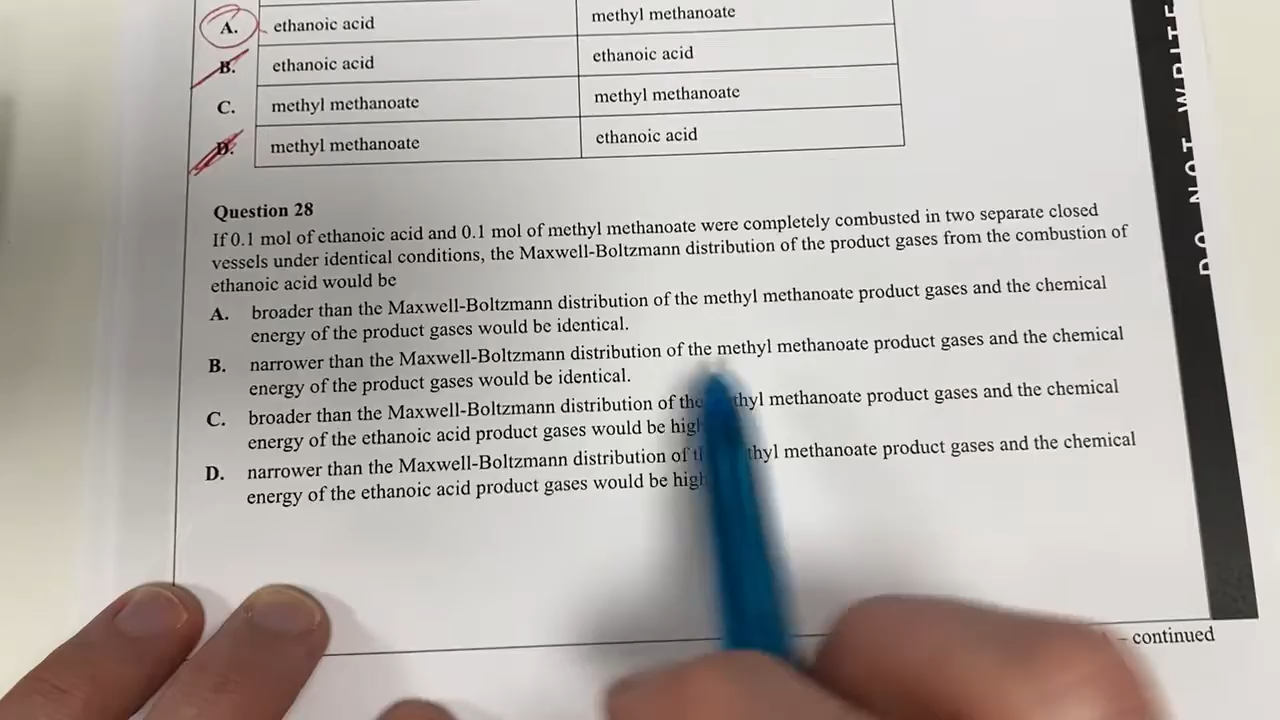 A. ethanoic acid methyl methanoate
B. ethanoic acid ethanoic acid
C. methyl methanoate methyl methanoate
D. methyl methanoate ethanoic acid
Question 28
If 0.1 mol of ethanoic acid and 0.1 mol of methyl methanoate were completely combusted in two separate closed
vessels under identical conditions, the Maxwell-Boltzmann distribution of the product gases from the combustion of
ethanoic acid would be
A. broader than the Maxwell-Boltzmann distribution of the methyl methanoate product gases and the chemical
energy of the product gases would be identical.
B. narrower than the Maxwell-Boltzmann distribution of the methyl methanoate product gases and the chemical
energy of the product gases would be identical.
C. broader than the Maxwell-Boltzmann distribution of the methanoate product gases and the chemical
energy of the ethanoic acid product gases would be
D. narrower than the Maxwell-Boltzmann distribution of methanoate product gases and the chemical
energy of the ethanoic acid product gases would be
– continued
DO NOT